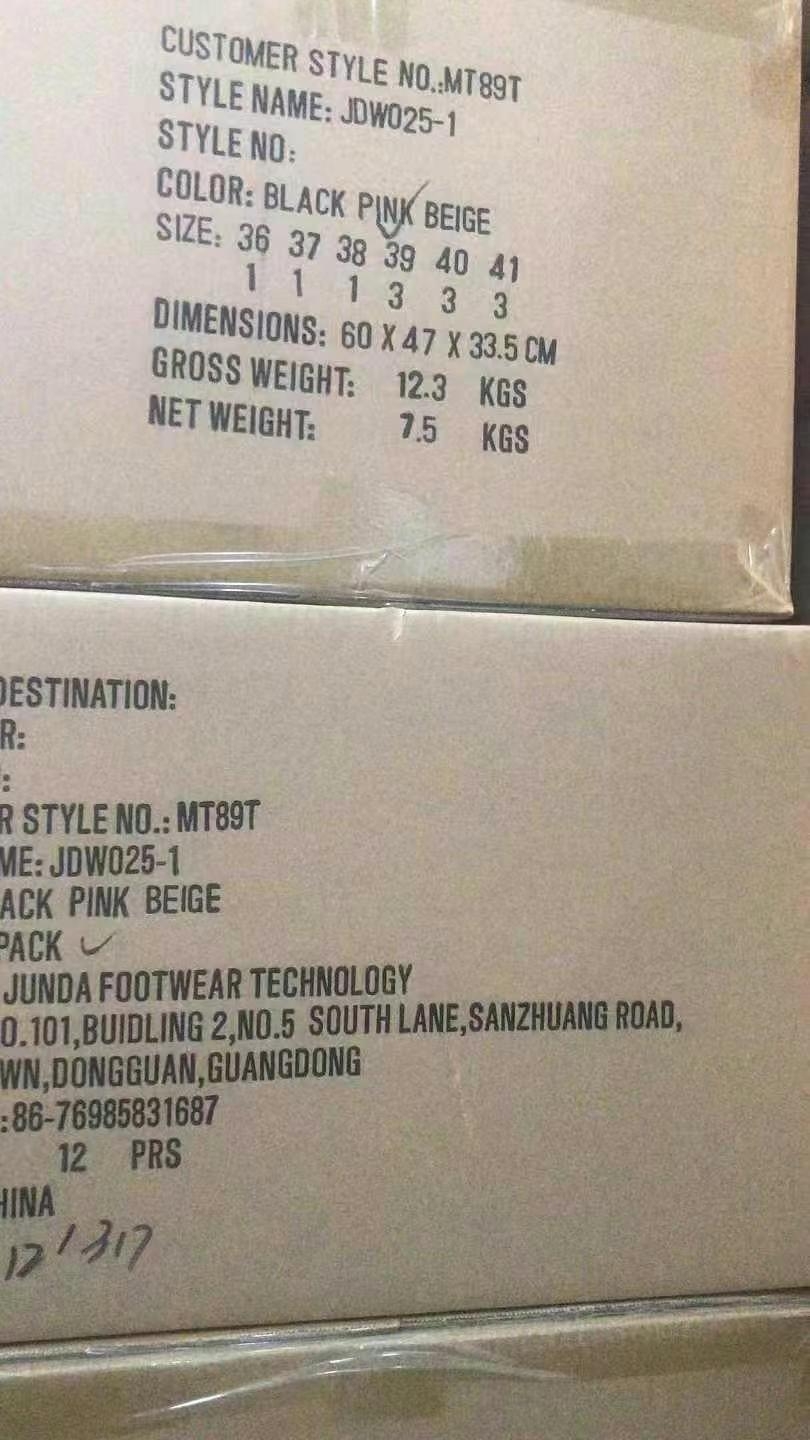 CUSTOMER STYLE NO.:MT89T
STYLE NAME: JDW025-1
STYLE NO:
COLOR: BLACK PINK BEIGE
SIZE: 36 37 38 39 40 41
1 1 1 3 3 3
DIMENSIONS: 60 X 47 X 33.5 CM
GROSS WEIGHT: 12.3 KGS
NET WEIGHT: 7.5 KGS
DESTINATION:
R:
:
R STYLE NO.: MT89T
ME: JDW025-1
ACK PINK BEIGE
PACK ✓
JUNDA FOOTWEAR TECHNOLOGY
O.101,BUIDLING 2,NO.5 SOUTH LANE,SANZHUANG ROAD,
WN,DONGGUAN,GUANGDONG
:86-76985831687
12 PRS
HINA
12 / 317